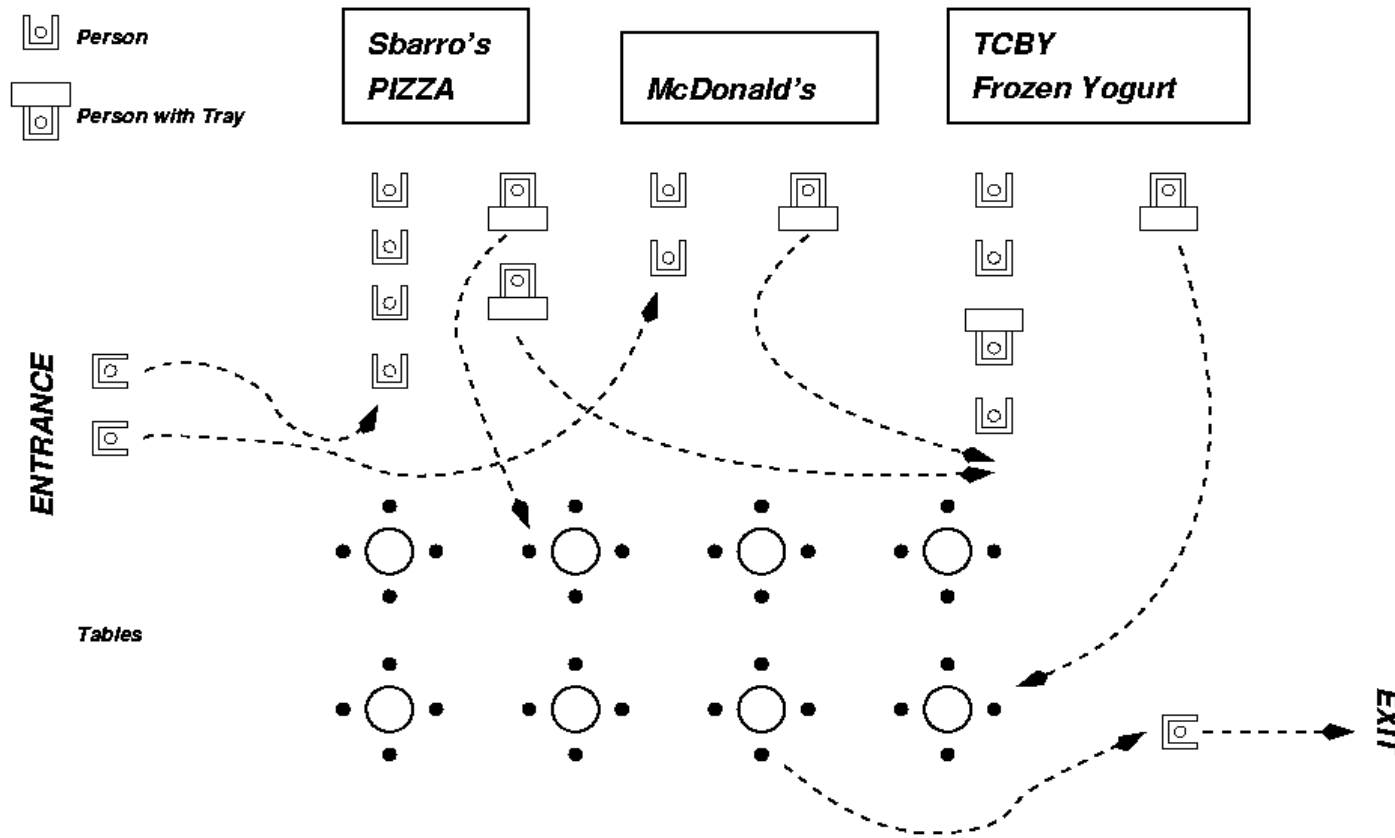 Person
Person with Tray
Sbarro's
PIZZA
McDonald's
TCBY
Frozen Yogurt
ENTRANCE
Tables
EXIT